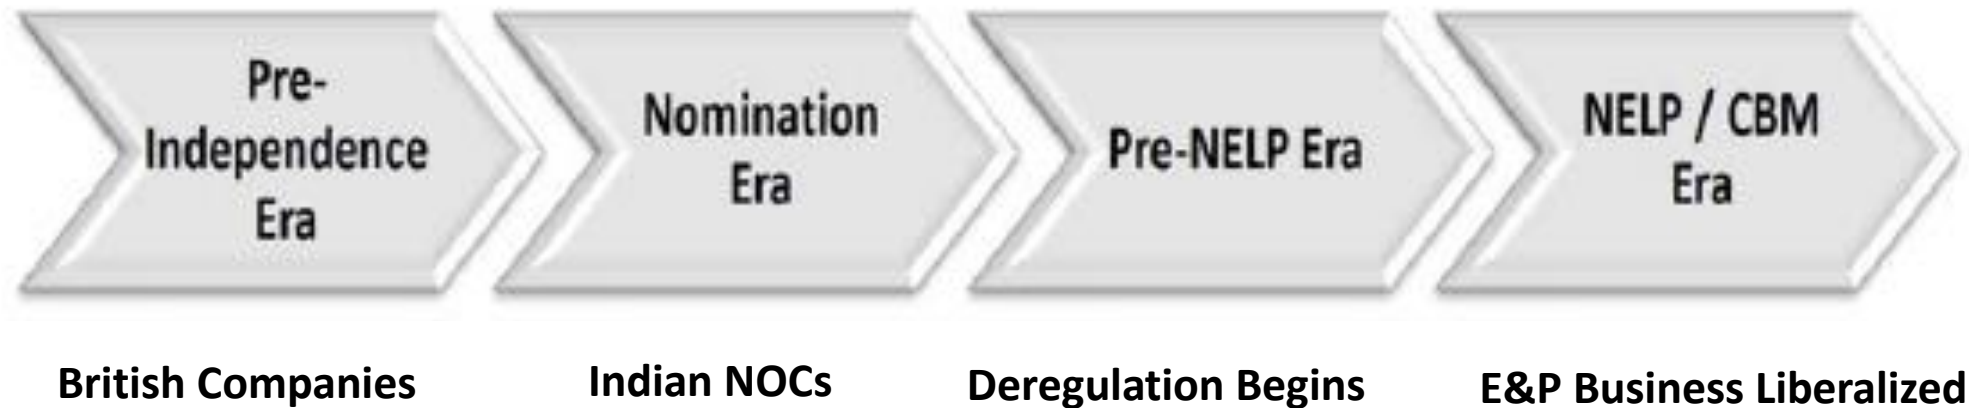 Pre-
Independence
Era
Nomination
Era
Pre-NELP Era
NELP / CBM
Era
British Companies
Indian NOCs
Deregulation Begins
E&P Business Liberalized